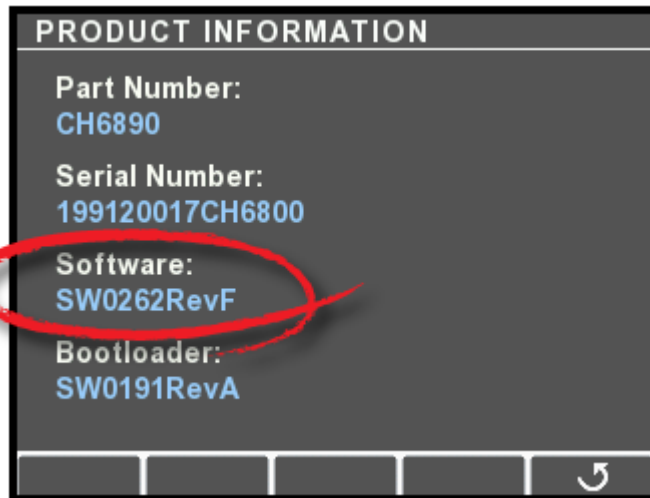 PRODUCT INFORMATION
Part Number:
CH6890
Serial Number:
199120017CH6800
Software:
SW0262RevF
Bootloader:
SW0191RevA